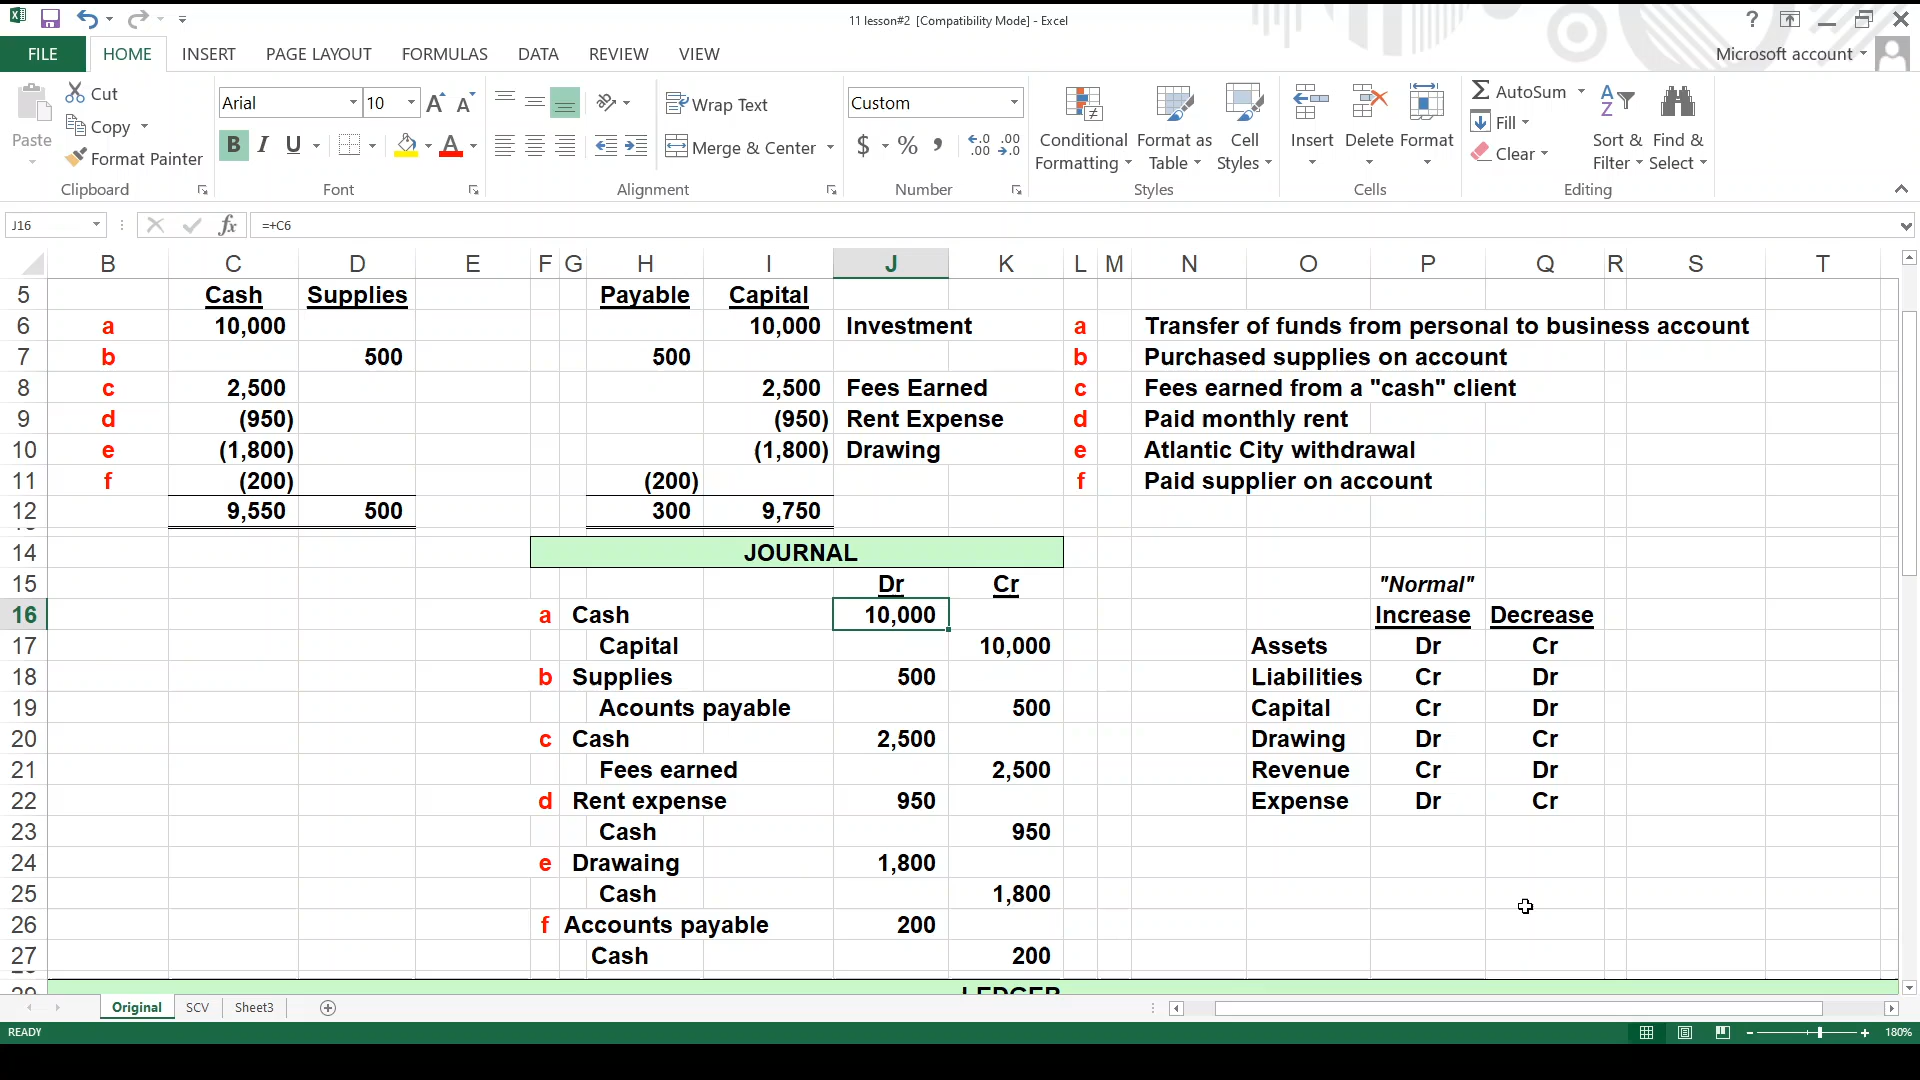 11 lesson#2 [Compatibility Mode] - Excel
FILE HOME INSERT PAGE LAYOUT FORMULAS DATA REVIEW VIEW Microsoft account
Paste Cut Copy Format Painter Clipboard
Arial 10 B I U Font
Wrap Text Merge & Center Alignment
Custom $ % Number
Conditional Formatting Format as Table Cell Styles Styles
Insert Delete Format Cells
AutoSum Fill Clear Sort & Filter Find & Select Editing
J16 fx =+C6
B C D E F G H I J K L M N O P Q R S T
5 Cash Supplies Payable Capital
6 a 10,000 10,000 Investment a Transfer of funds from personal to business account
7 b 500 500 b Purchased supplies on account
8 c 2,500 2,500 Fees Earned c Fees earned from a "cash" client
9 d (950) (950) Rent Expense d Paid monthly rent
10 e (1,800) (1,800) Drawing e Atlantic City withdrawal
11 f (200) (200) f Paid supplier on account
12 9,550 500 300 9,750
14 JOURNAL
15 Dr Cr "Normal"
16 a Cash 10,000 Increase Decrease
17 Capital 10,000 Assets Dr Cr
18 b Supplies 500 Liabilities Cr Dr
19 Acounts payable 500 Capital Cr Dr
20 c Cash 2,500 Drawing Dr Cr
21 Fees earned 2,500 Revenue Cr Dr
22 d Rent expense 950 Expense Dr Cr
23 Cash 950
24 e Drawaing 1,800
25 Cash 1,800
26 f Accounts payable 200
27 Cash 200
29 LEDGER
Original SCV Sheet3
READY 180%